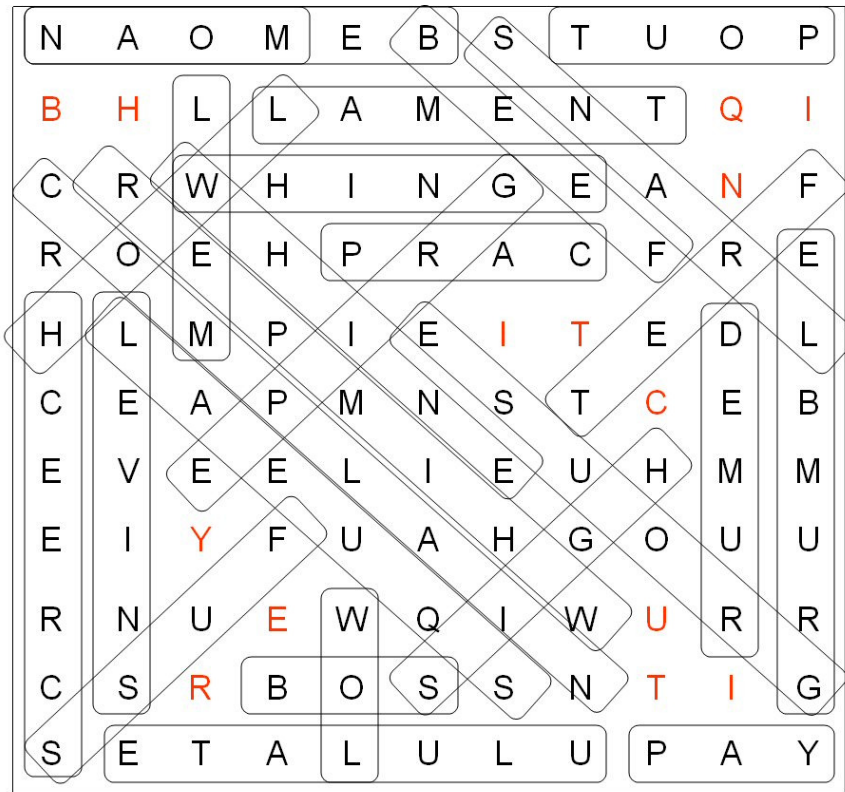 N A O M E B S T U O P
B H L L A M E N T Q I
C R W H I N G E A N F
R O E H P R A C F R E
H L M P I E I T E D L
C E A P M N S T C E B
E V E E L I E U H M M
E I Y F U A H G O U U
R N U E W Q I W U R R
C S R B O S S N T I G
S E T A L U L U P A Y